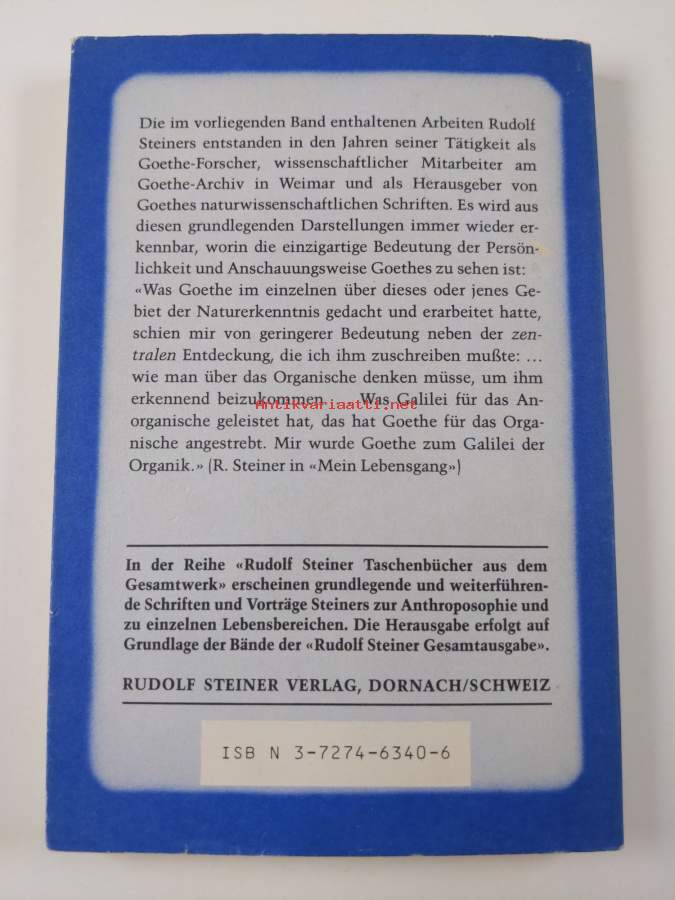 Die im vorliegenden Band enthaltenen Arbeiten Rudolf
Steiners entstanden in den Jahren seiner Tätigkeit als
Goethe-Forscher, wissenschaftlicher Mitarbeiter am
Goethe-Archiv in Weimar und als Herausgeber von
Goethes naturwissenschaftlichen Schriften. Es wird aus
diesen grundlegenden Darstellungen immer wieder er-
kennbar, worin die einzigartige Bedeutung der Persön-
lichkeit und Anschauungsweise Goethes zu sehen ist:
«Was Goethe im einzelnen über dieses oder jenes Ge-
biet der Naturerkenntnis gedacht und erarbeitet hatte,
schien mir von geringerer Bedeutung neben der zen-
tralen Entdeckung, die ich ihm zuschreiben mußte: ...
wie man über das Organische denken müsse, um ihm
erkennend beizukommen Was Galilei für das An-
Antikvariaatti.net
organische geleistet hat, das hat Goethe für das Orga-
nische angestrebt. Mir wurde Goethe zum Galilei der
Organik.» (R. Steiner in «Mein Lebensgang»)
In der Reihe «Rudolf Steiner Taschenbücher aus dem
Gesamtwerk» erscheinen grundlegende und weiterführen-
de Schriften und Vorträge Steiners zur Anthroposophie und
zu einzelnen Lebensbereichen. Die Herausgabe erfolgt auf
Grundlage der Bände der «Rudolf Steiner Gesamtausgabe».
RUDOLF STEINER VERLAG, DORNACH/SCHWEIZ
ISB N 3-7274-6340-6